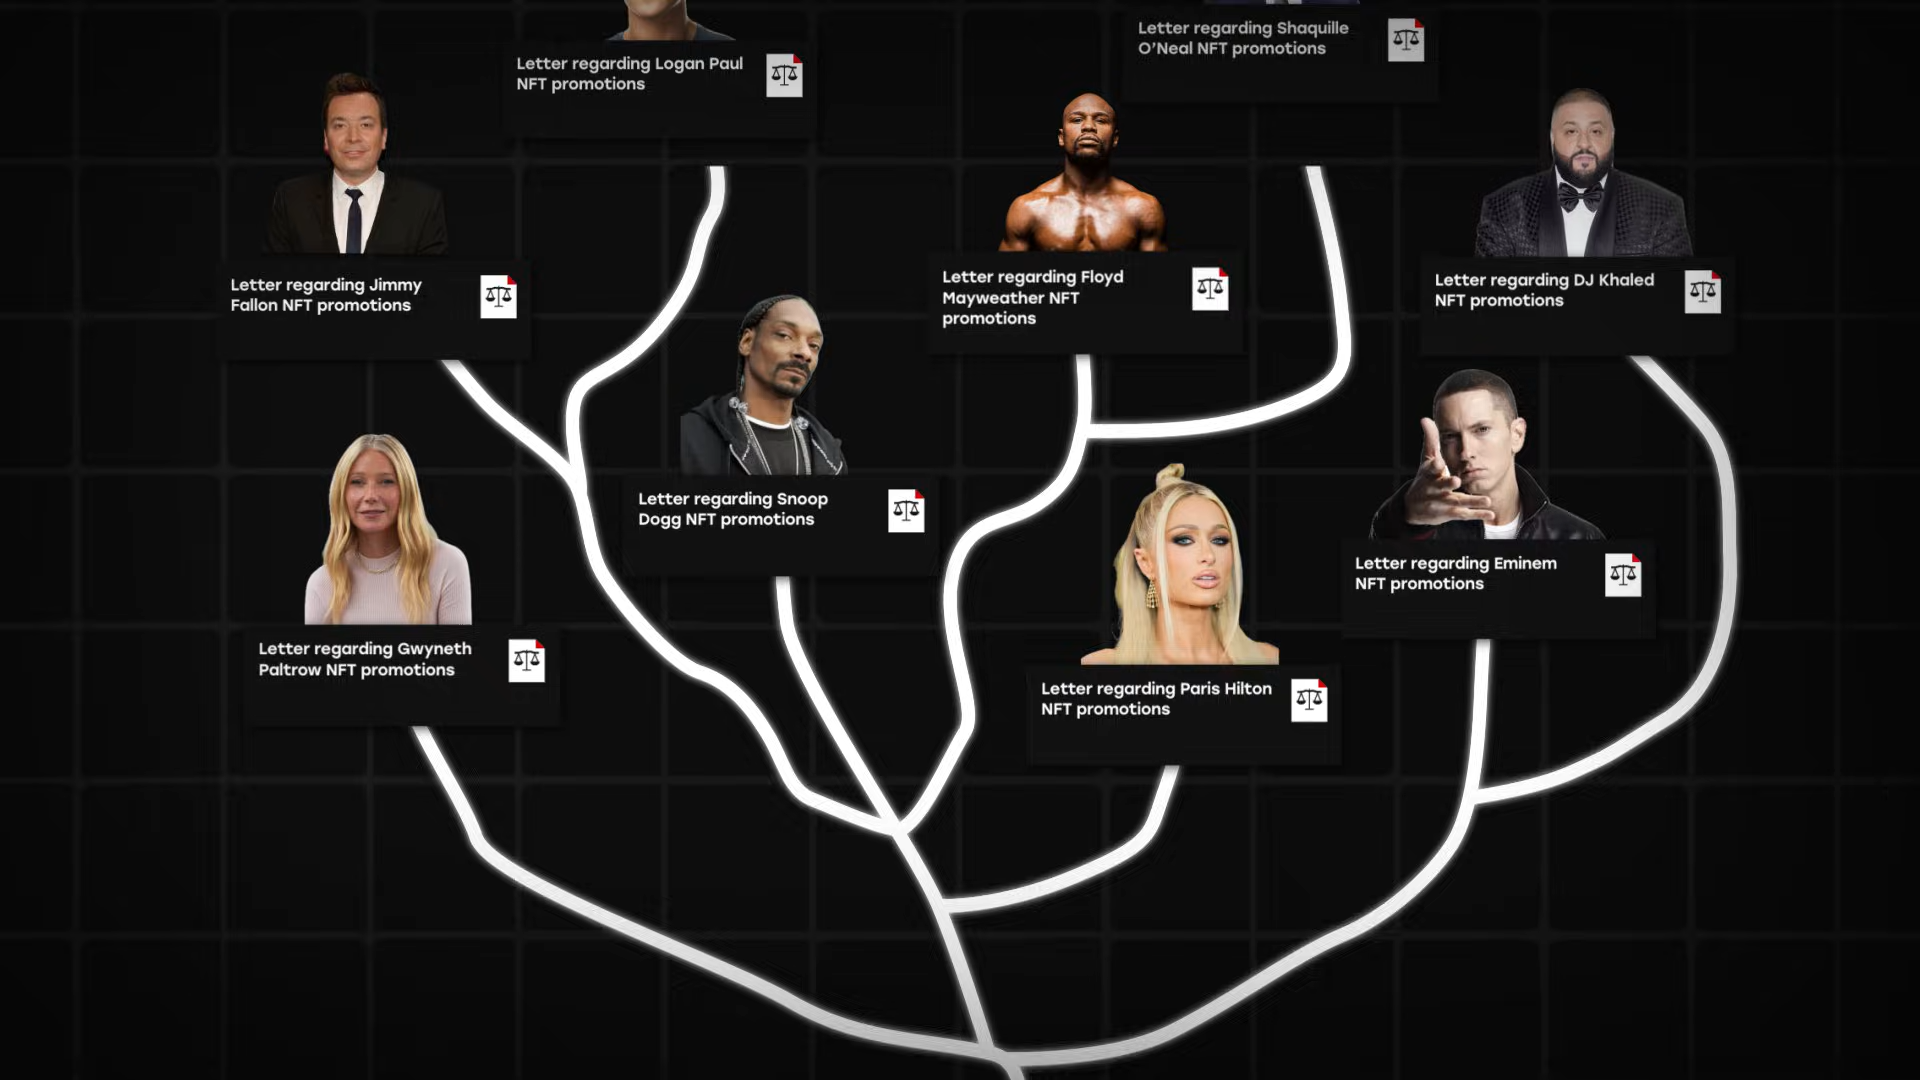 Letter regarding Shaquille
O’Neal NFT promotions
Letter regarding Logan Paul
NFT promotions
Letter regarding Jimmy
Fallon NFT promotions
Letter regarding Floyd
Mayweather NFT
promotions
Letter regarding DJ Khaled
NFT promotions
Letter regarding Snoop
Dogg NFT promotions
Letter regarding Eminem
NFT promotions
Letter regarding Gwyneth
Paltrow NFT promotions
Letter regarding Paris Hilton
NFT promotions